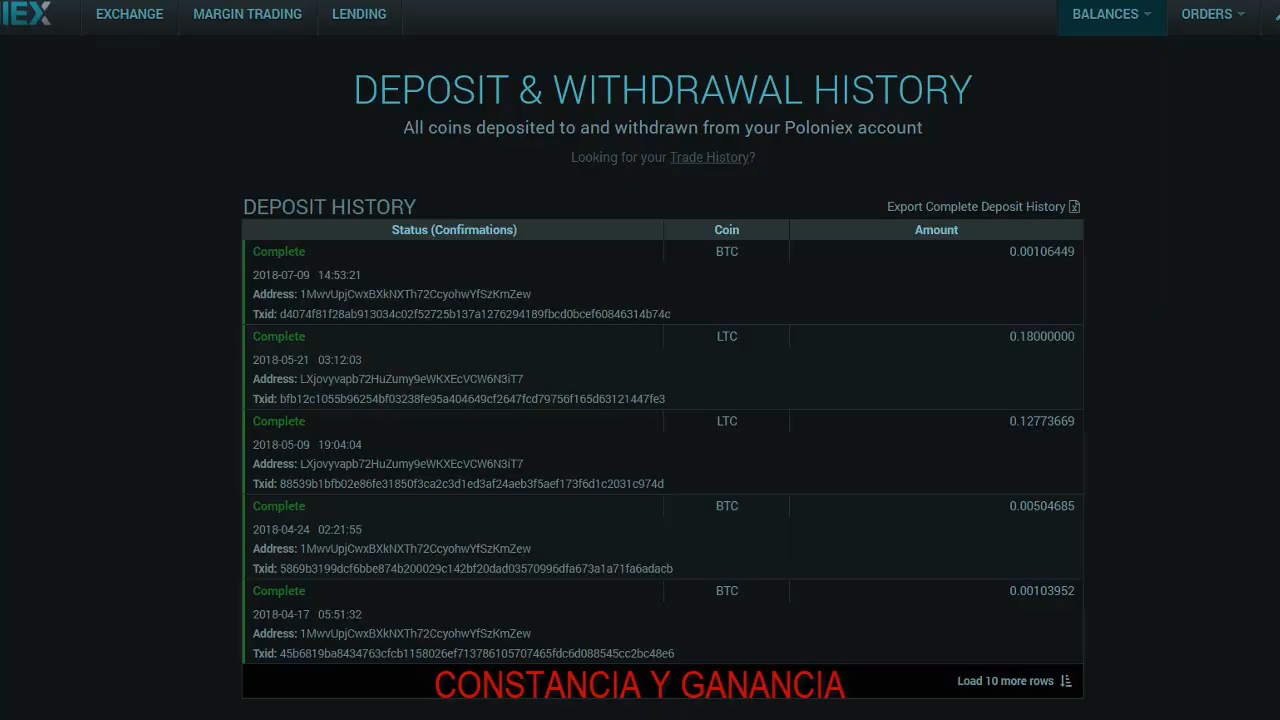 IEX EXCHANGE MARGIN TRADING LENDING BALANCES ORDERS
DEPOSIT & WITHDRAWAL HISTORY
All coins deposited to and withdrawn from your Poloniex account
Looking for your Trade History?
DEPOSIT HISTORY Export Complete Deposit History
Status (Confirmations) Coin Amount
Complete BTC 0.00106449
2018-07-09 14:53:21
Address: 1MwvUpjCwxBXkNXTh72CcyohwYfSzKmZew
Txid: d4074f81f28ab913034c02f52725b137a1276294189fbcd0bcef60846314b74c
Complete LTC 0.18000000
2018-05-21 03:12:03
Address: LXjovyvapb72HuZumy9eWKXEcVCW6N3iT7
Txid: bfb12c1055b96254bf03238fe95a404649cf2647fcd79756f165d63121447fe3
Complete LTC 0.12773669
2018-05-09 19:04:04
Address: LXjovyvapb72HuZumy9eWKXEcVCW6N3iT7
Txid: 88539b1bfb02e86fe31850f3ca2c3d1ed3af24aeb3f5aef173f6d1c2031c974d
Complete BTC 0.00504685
2018-04-24 02:21:55
Address: 1MwvUpjCwxBXkNXTh72CcyohwYfSzKmZew
Txid: 5869b3199dcf6bbe874b200029c142bf20dad03570996dfa673a1a71fa6adacb
Complete BTC 0.00103952
2018-04-17 05:51:32
Address: 1MwvUpjCwxBXkNXTh72CcyohwYfSzKmZew
Txid: 45b6819ba8434763cfcb1158026ef713786105707465fdc6d088545cc2bc48e6
CONSTANCIA Y GANANCIA Load 10 more rows